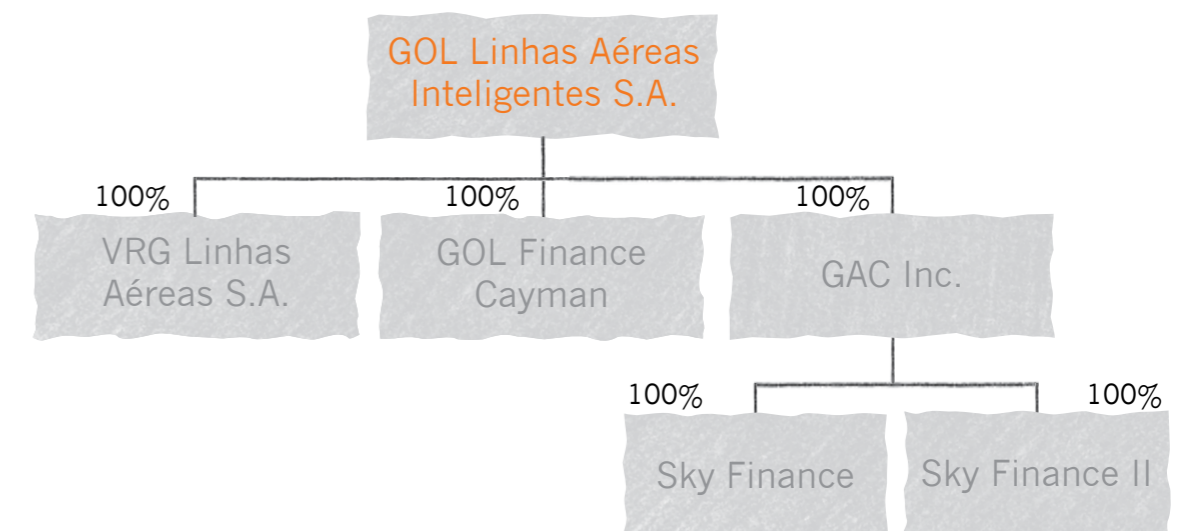 GOL Linhas Aéreas
Inteligentes S.A.
100%
100%
100%
VRG Linhas
Aéreas S.A.
GOL Finance
Cayman
GAC Inc.
100%
100%
Sky Finance
Sky Finance II